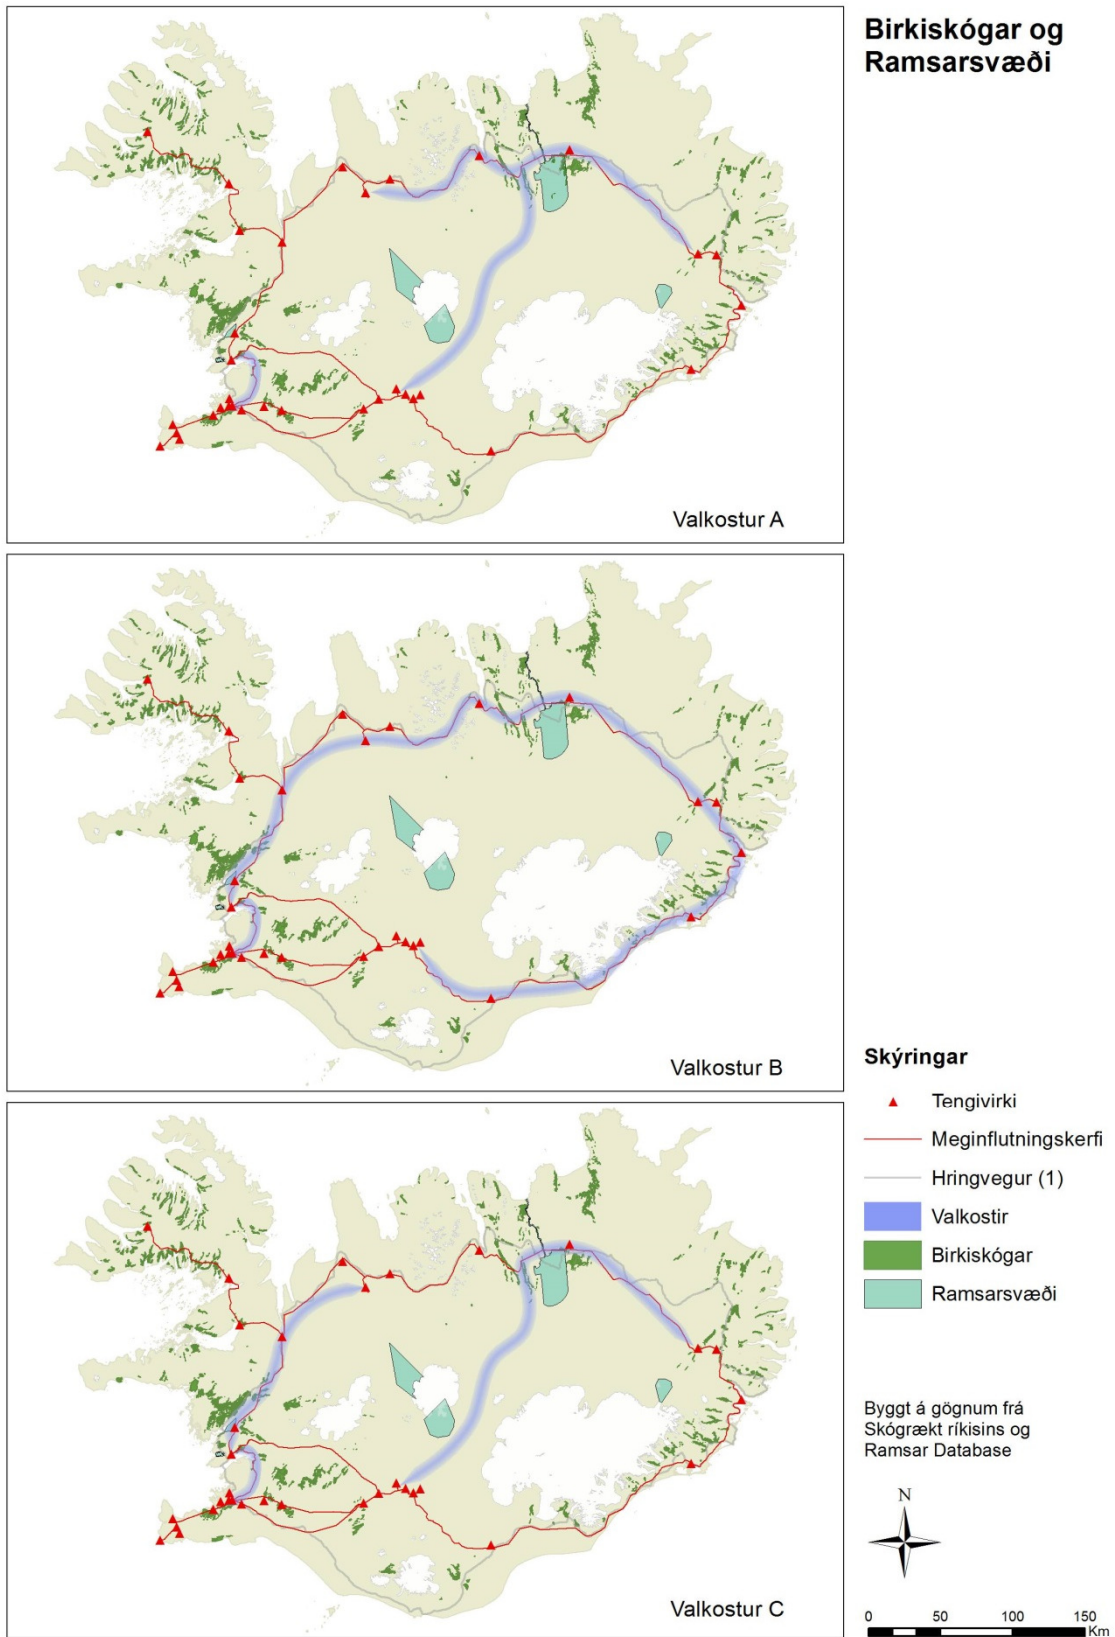 Birkiskógar og
Ramsarsvæði
Valkostur A
Valkostur B
Valkostur C
Skýringar
Tengivirki
Meginflutningskerfi
Hringvegur (1)
Valkostir
Birkiskógar
Ramsarsvæði
Byggt á gögnum frá
Skógrækt ríkisins og
Ramsar Database
N
0 50 100 150
Km